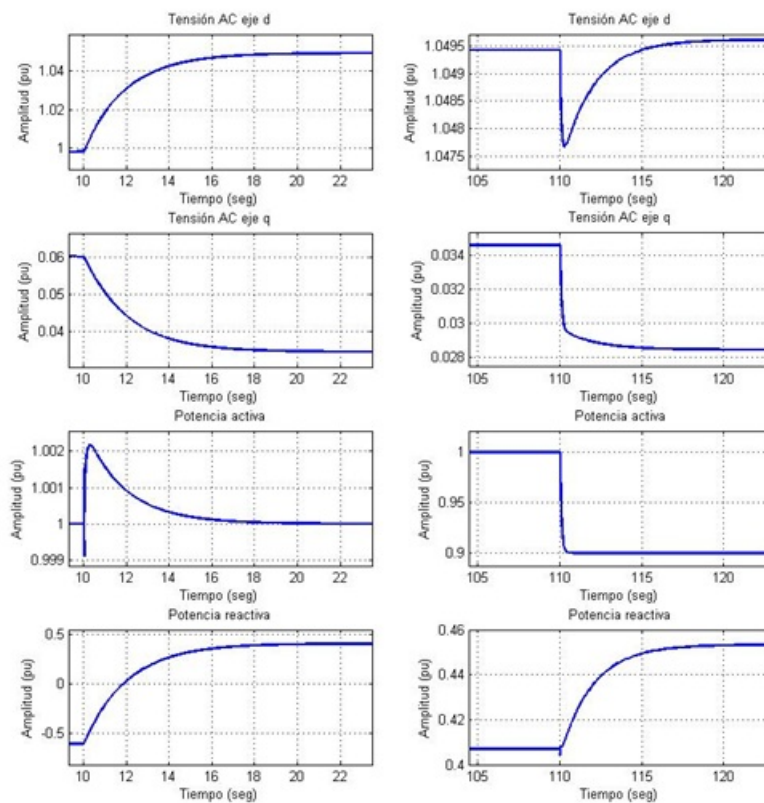 Tensión AC eje d
Amplitud (pu)
1.04
1.02
1
10 12 14 16 18 20 22
Tiempo (seg)
Tensión AC eje d
Amplitud (pu)
1.0495
1.049
1.0485
1.048
1.0475
105 110 115 120
Tiempo (seg)
Tensión AC eje q
Amplitud (pu)
0.06
0.05
0.04
10 12 14 16 18 20 22
Tiempo (seg)
Tensión AC eje q
Amplitud (pu)
0.034
0.03
0.028
105 110 115 120
Tiempo (seg)
Potencia activa
Amplitud (pu)
1.002
1.001
1
0.999
10 12 14 16 18 20 22
Tiempo (seg)
Potencia activa
Amplitud (pu)
1
0.95
0.9
105 110 115 120
Tiempo (seg)
Potencia reactiva
Amplitud (pu)
0.5
0
-0.5
10 12 14 16 18 20 22
Tiempo (seg)
Potencia reactiva
Amplitud (pu)
0.46
0.44
0.42
0.4
105 110 115 120
Tiempo (seg)